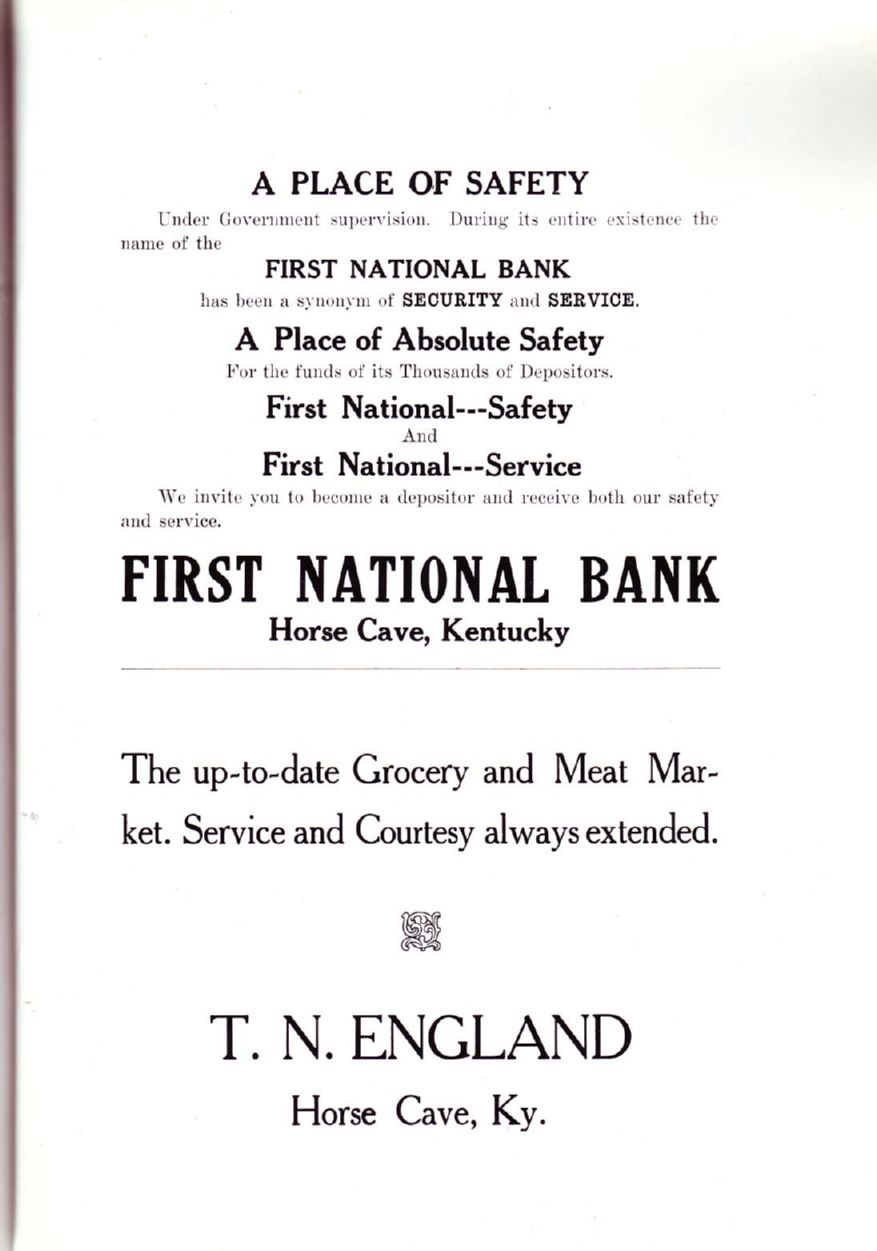 A PLACE OF SAFETY
Under Government supervision. During its entire existence the
name of the
FIRST NATIONAL BANK
has been a synonym of SECURITY and SERVICE.
A Place of Absolute Safety
For the funds of its Thousands of Depositors.
First National---Safety
And
First National---Service
We invite you to become a depositor and receive both our safety
and service.
FIRST NATIONAL BANK
Horse Cave, Kentucky
The up-to-date Grocery and Meat Mar-
ket. Service and Courtesy always extended.
T. N. ENGLAND
Horse Cave, Ky.